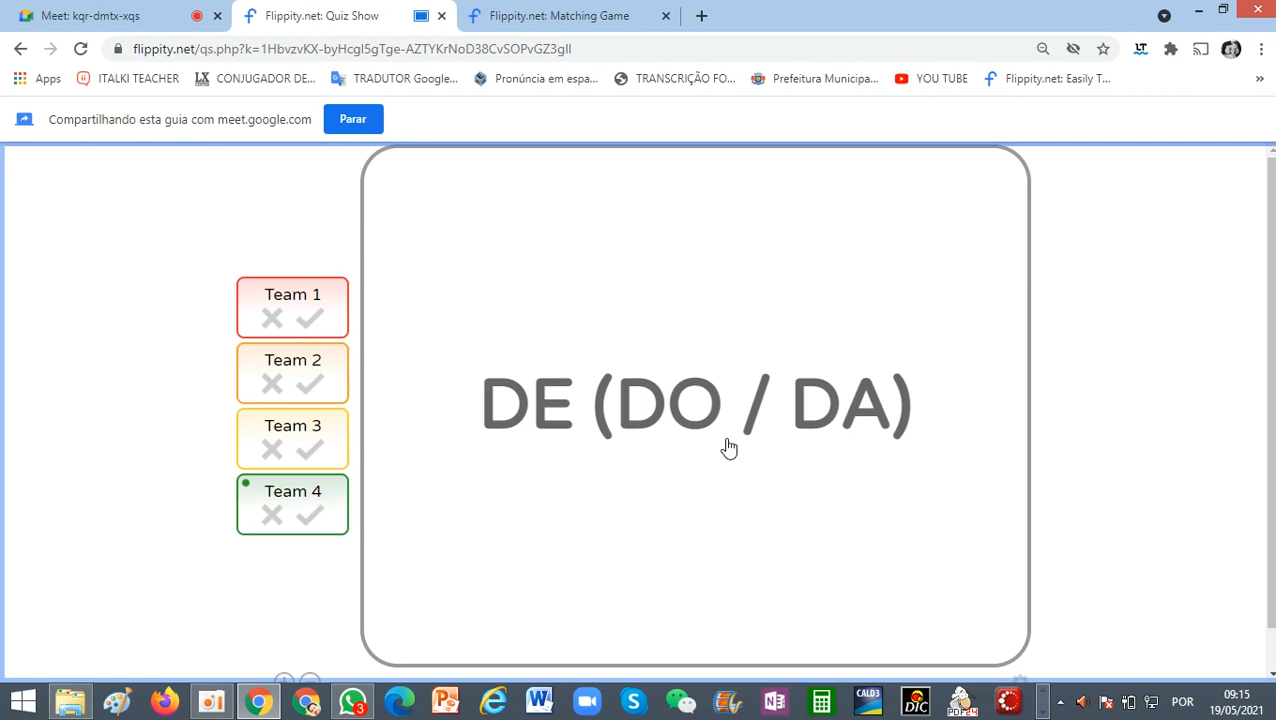 Meet: kqr-dmtx-xqs
Flippity.net: Quiz Show
Flippity.net: Matching Game
flippity.net/qs.php?k=1HbvzvKX-byHcgI5gTge-AZTYKrNoD38CvSOPvGZ3glI
Apps
ITALKI TEACHER
LX CONJUGADOR DE...
TRADUTOR Google...
Pronúncia em espa...
TRANSCRIÇÃO FO...
Prefeitura Municipa...
YOU TUBE
Flippity.net: Easily T...
»
Compartilhando esta guia com meet.google.com
Parar
Team 1
Team 2
Team 3
Team 4
DE (DO / DA)
POR
09:15
19/05/2021